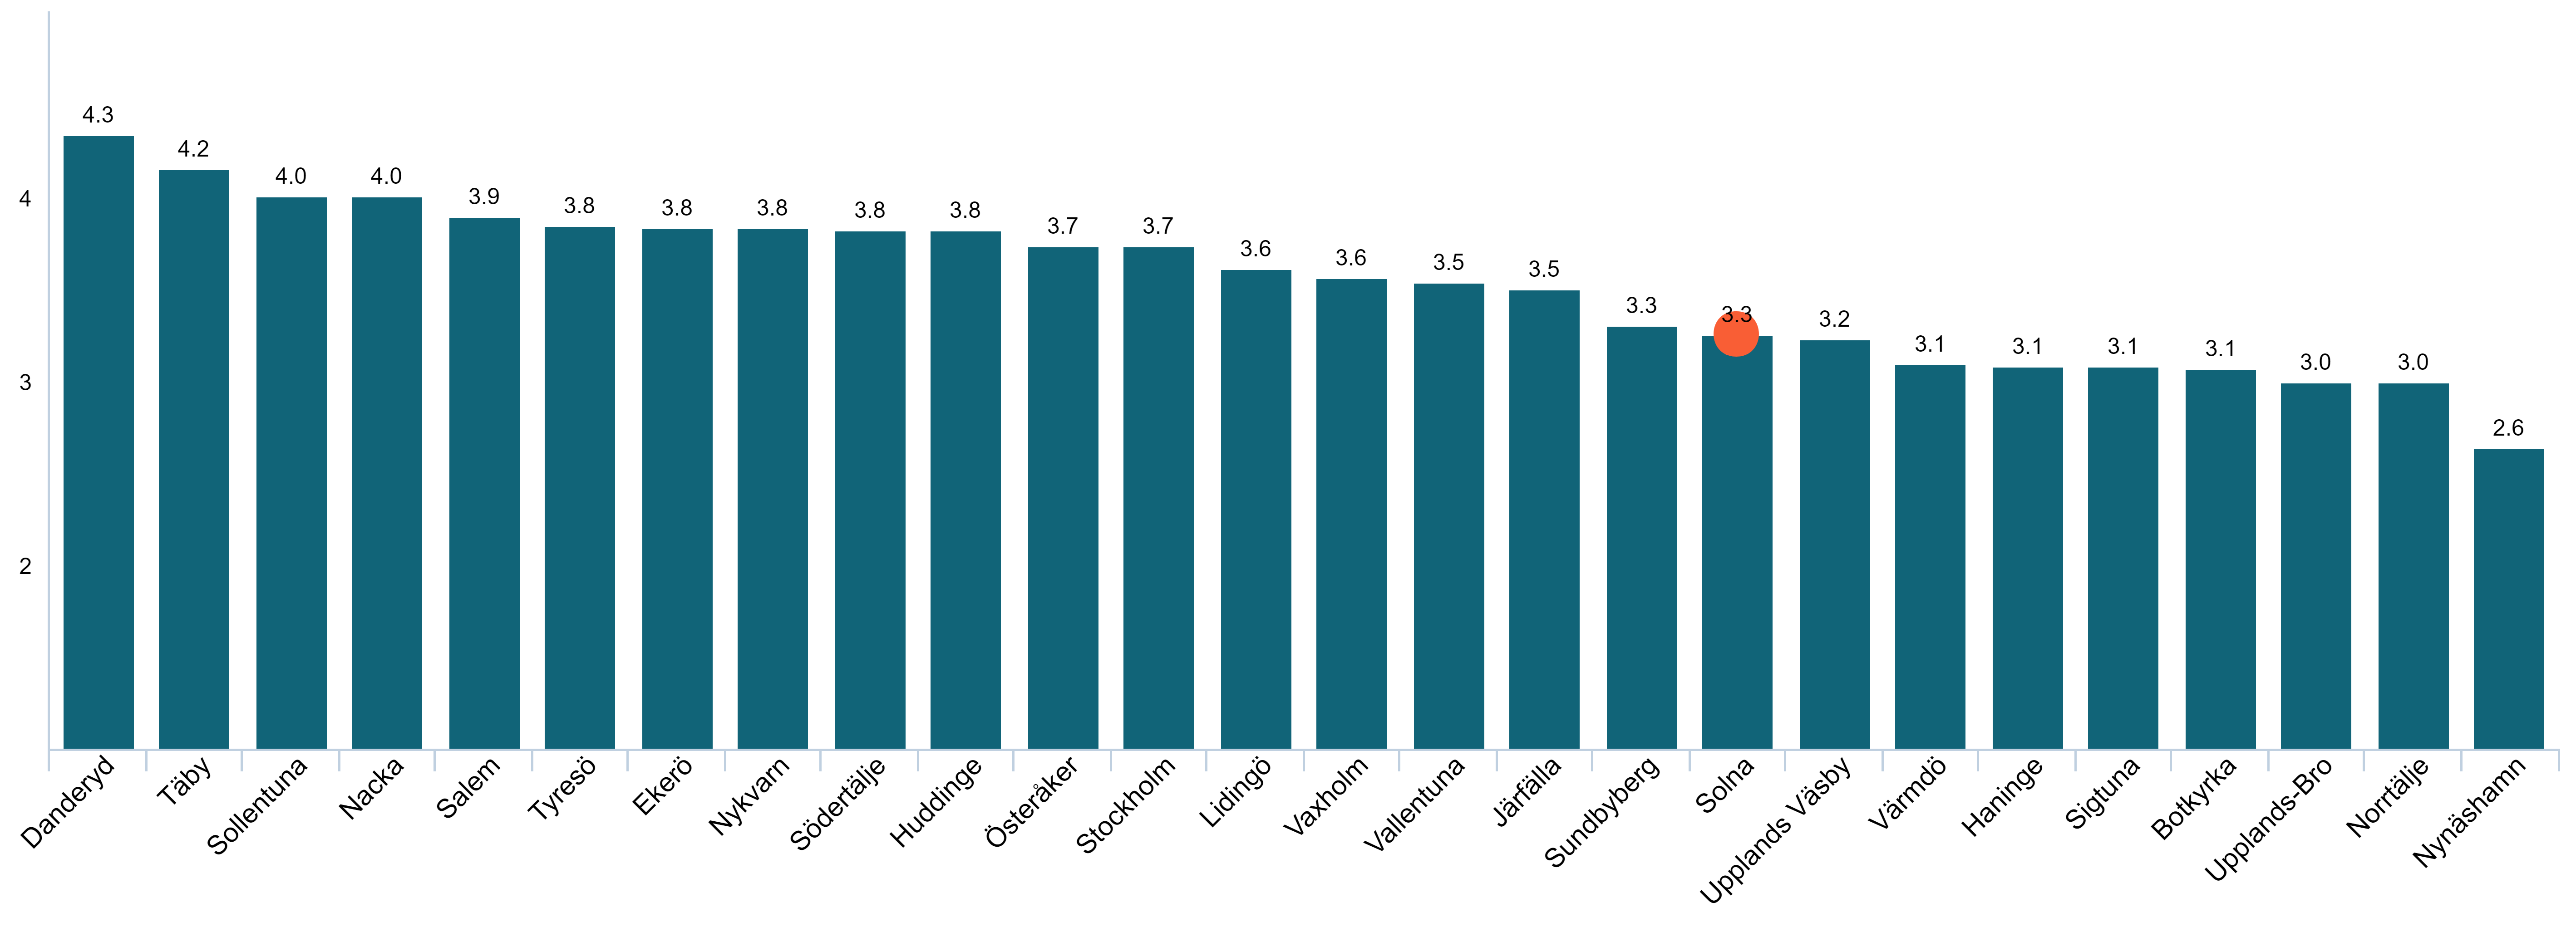 4.3
4.2
4.0
4.0
3.9
3.8
3.8
3.8
3.8
3.8
3.7
3.7
3.6
3.6
3.5
3.5
3.3
3.3
3.2
3.1
3.1
3.1
3.1
3.0
3.0
2.6
4
3
2
Danderyd
Täby
Sollentuna
Nacka
Salem
Tyresö
Ekerö
Nykvarn
Södertälje
Huddinge
Österåker
Stockholm
Lidingö
Vaxholm
Vallentuna
Järfälla
Sundbyberg
Solna
Upplands Väsby
Värmdö
Haninge
Sigtuna
Botkyrka
Upplands-Bro
Norrtälje
Nynäshamn